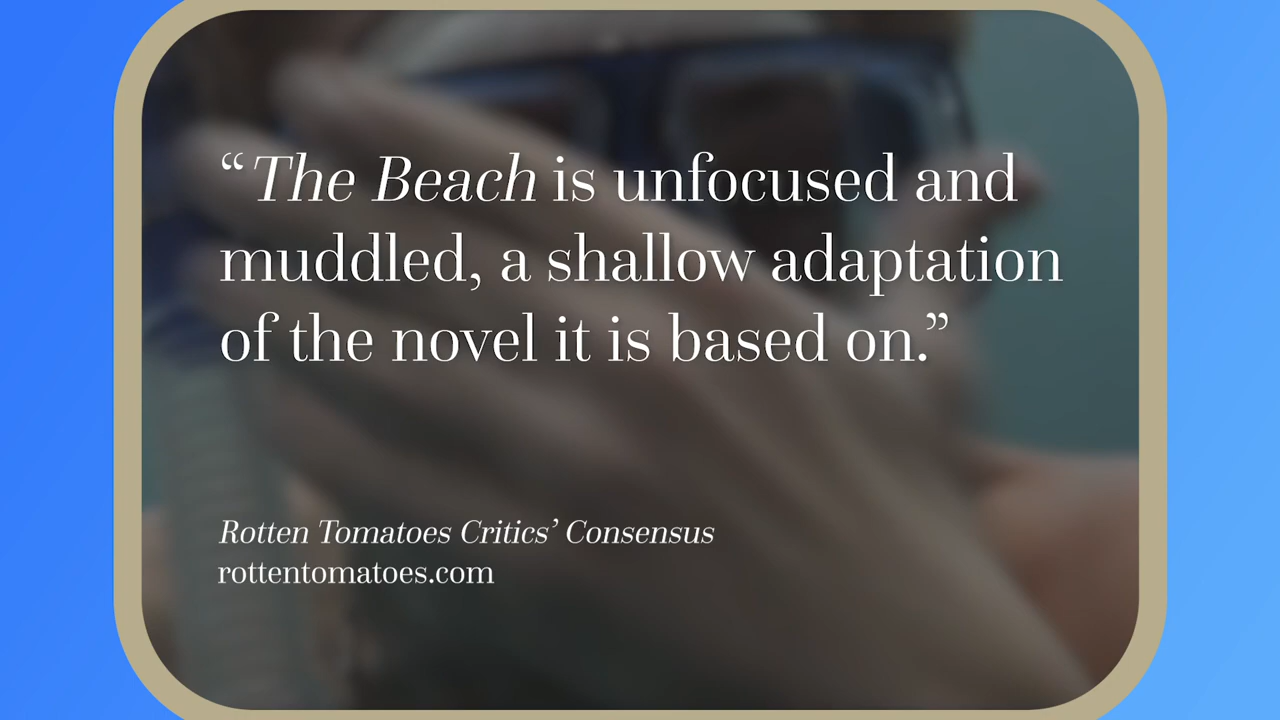 “The Beach is unfocused and
muddled, a shallow adaptation
of the novel it is based on.”
Rotten Tomatoes Critics’ Consensus
rottentomatoes.com